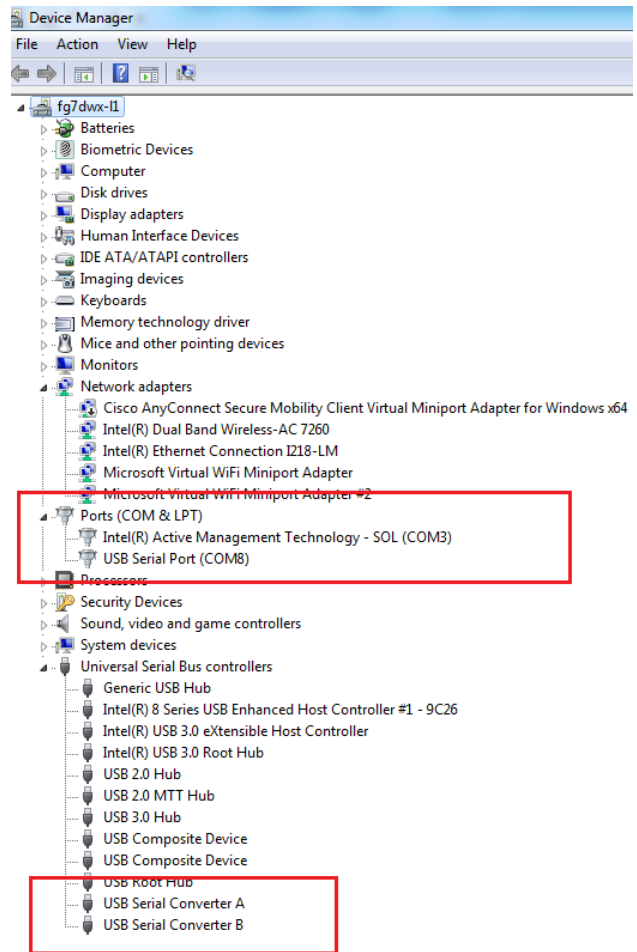 Device Manager
File Action View Help
fg7dwx-l1
Batteries
Biometric Devices
Computer
Disk drives
Display adapters
Human Interface Devices
IDE ATA/ATAPI controllers
Imaging devices
Keyboards
Memory technology driver
Mice and other pointing devices
Monitors
Network adapters
Cisco AnyConnect Secure Mobility Client Virtual Miniport Adapter for Windows x64
Intel(R) Dual Band Wireless-AC 7260
Intel(R) Ethernet Connection I218-LM
Microsoft Virtual WiFi Miniport Adapter
Microsoft Virtual WiFi Miniport Adapter #2
Ports (COM & LPT)
Intel(R) Active Management Technology - SOL (COM3)
USB Serial Port (COM8)
Processors
Security Devices
Sound, video and game controllers
System devices
Universal Serial Bus controllers
Generic USB Hub
Intel(R) 8 Series USB Enhanced Host Controller #1 - 9C26
Intel(R) USB 3.0 eXtensible Host Controller
Intel(R) USB 3.0 Root Hub
USB 2.0 Hub
USB 2.0 MTT Hub
USB 3.0 Hub
USB Composite Device
USB Composite Device
USB Root Hub
USB Serial Converter A
USB Serial Converter B